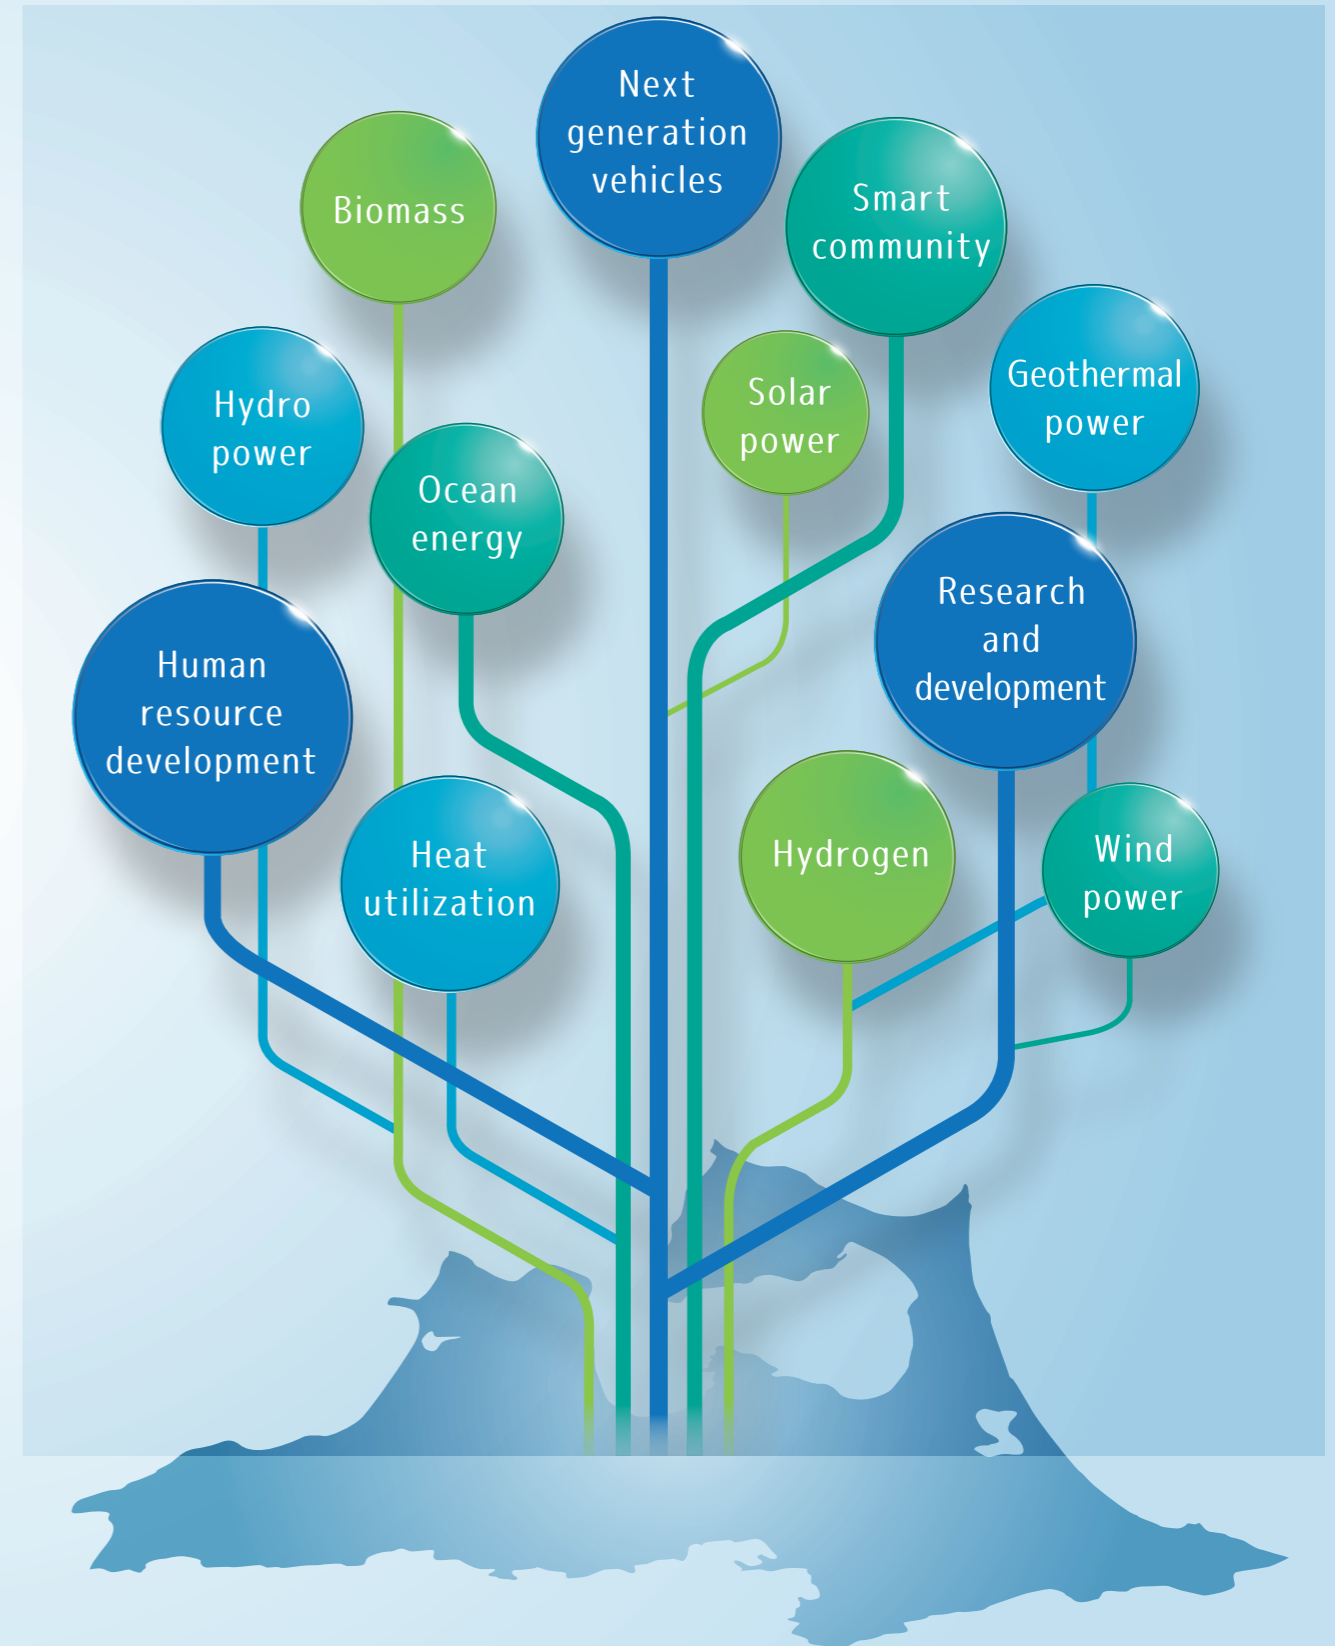 Next
generation
vehicles
Biomass
Smart
community
Hydro
power
Solar
power
Geothermal
power
Ocean
energy
Human
resource
development
Research
and
development
Heat
utilization
Hydrogen
Wind
power